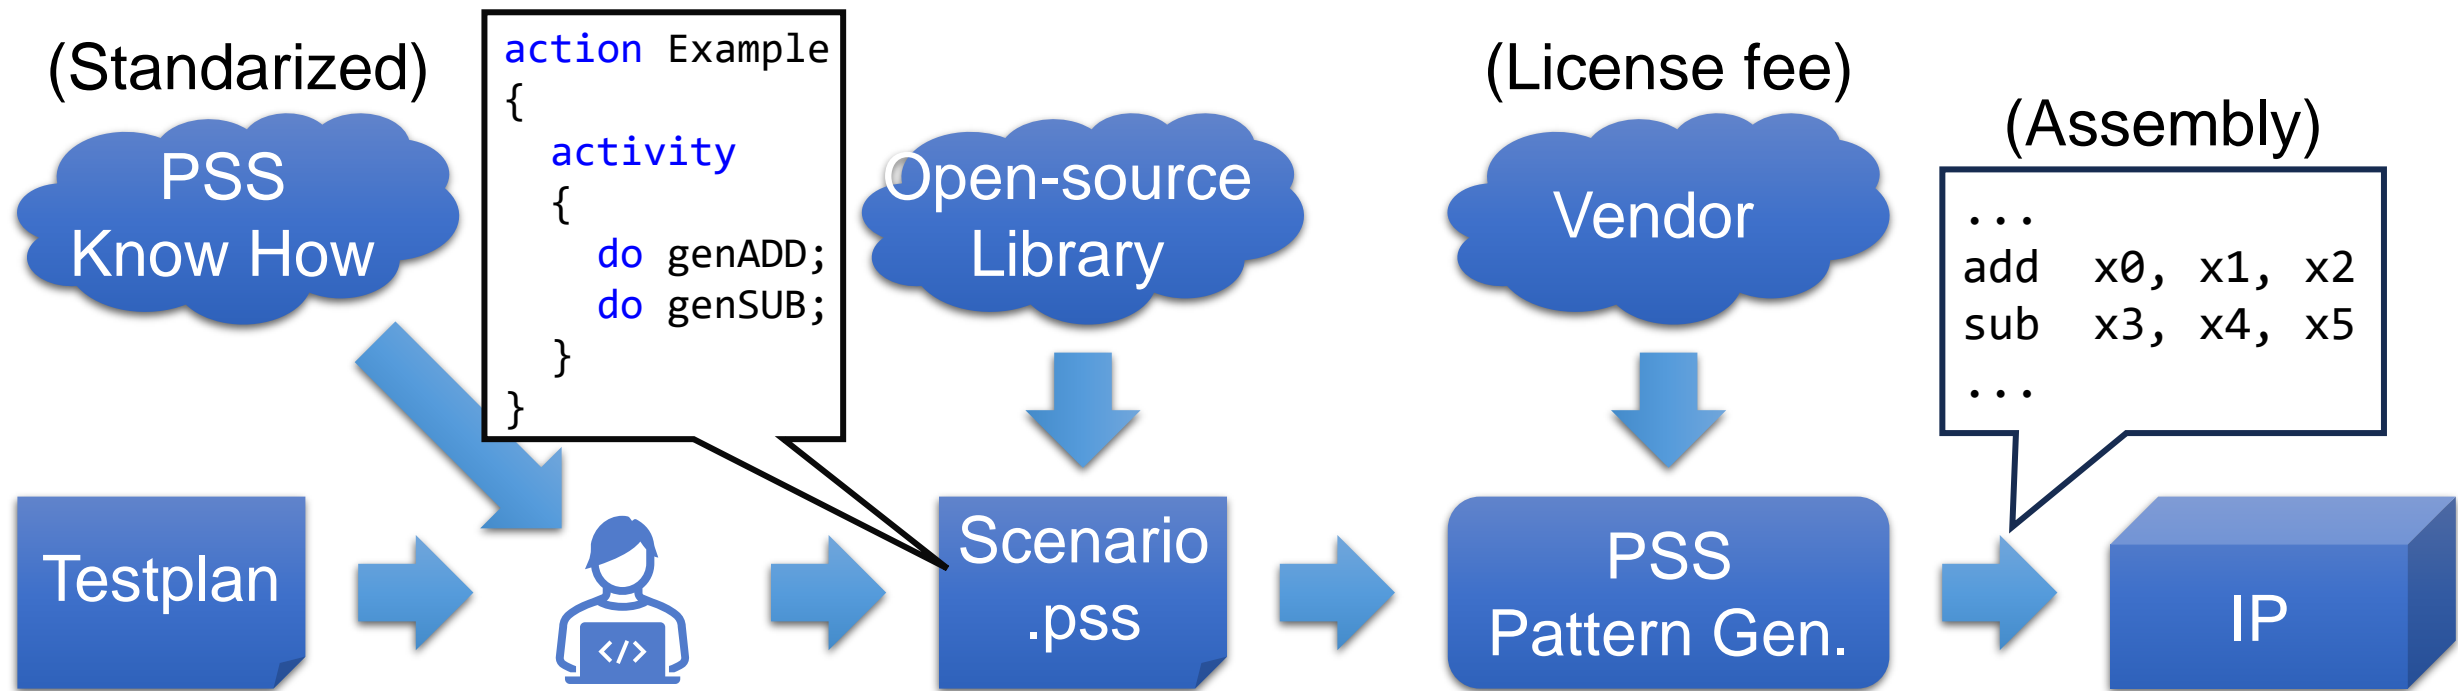 (Standarized)
PSS
Know How
action Example
{
  activity
  {
    do genADD;
    do genSUB;
  }
}
Open-source
Library
(License fee)
Vendor
(Assembly)
...
add  x0, x1, x2
sub  x3, x4, x5
...
Testplan
</>
Scenario
.pss
PSS
Pattern Gen.
IP